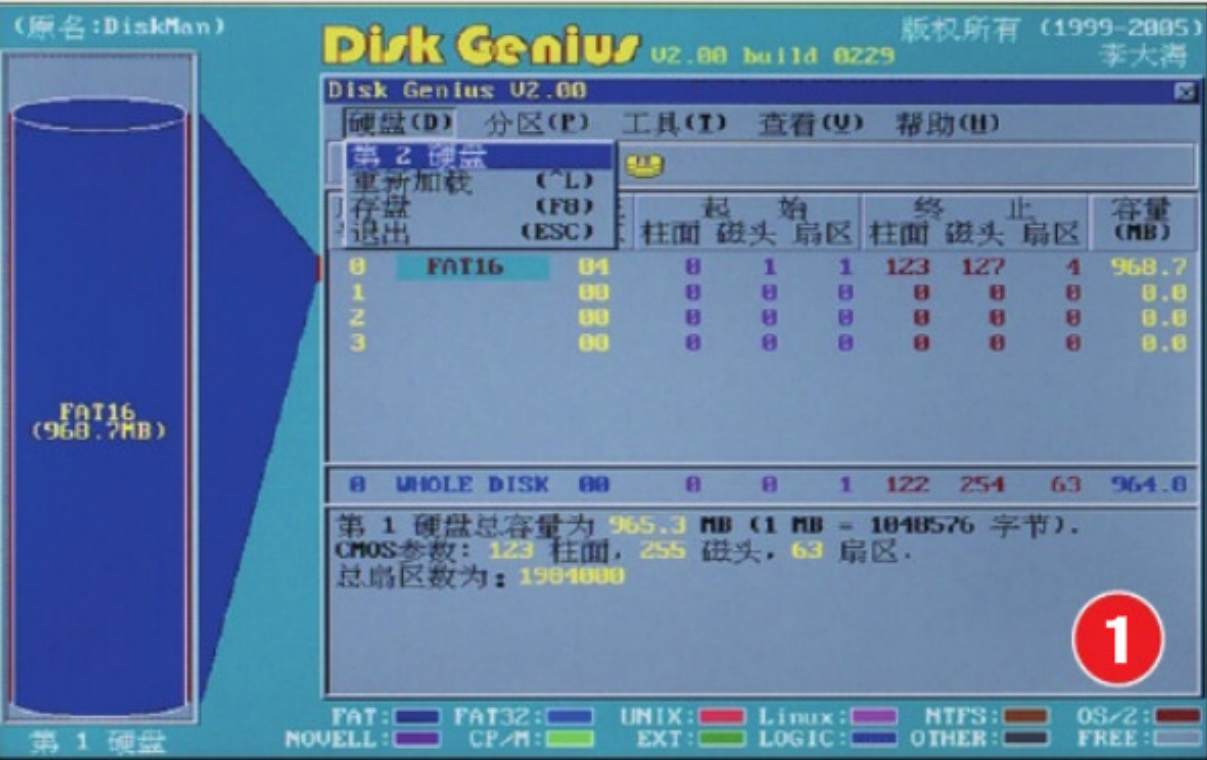 (原名:DiskMan)
版权所有 (1999-2005)
李大海
Disk Genius V2.00 build 0229
Disk Genius V2.00
硬盘(D) 分区(P) 工具(T) 查看(V) 帮助(H)
第 2 硬盘
重新加载 (^L)
存盘 (F8)
退出 (ESC)
起 始 终 止 容量
柱面 磁头 扇区 柱面 磁头 扇区 (MB)
0 FAT16 04 0 1 1 123 127 4 968.7
1 00 0 0 0 0 0 0 0.0
2 00 0 0 0 0 0 0 0.0
3 00 0 0 0 0 0 0 0.0
FAT16
(968.7MB)
0 WHOLE DISK 00 0 0 1 122 254 63 964.8
第 1 硬盘总容量为 965.3 MB (1 MB = 1048576 字节).
CMOS参数: 123 柱面, 255 磁头, 63 扇区.
总扇区数为: 1984000
1
FAT: FAT32: UNIX: Linux: NTFS: OS/2:
NOVELL: CP/M: EXT: LOGIC: OTHER: FREE:
第 1 硬盘